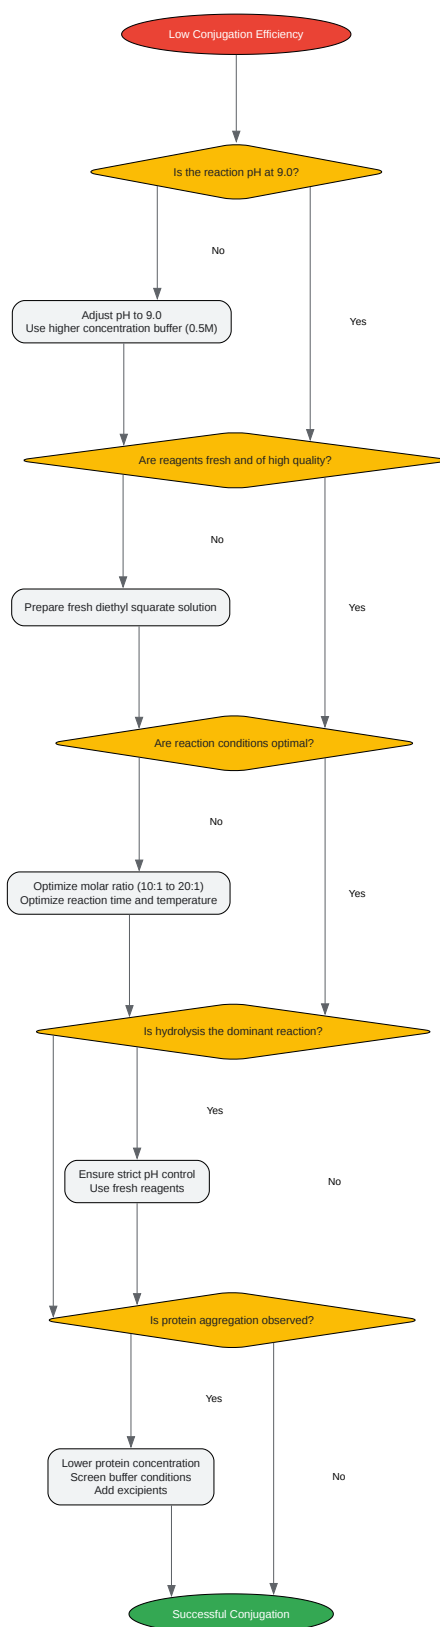 Low Conjugation Efficiency
Is the reaction pH at 9.0?
No
Adjust pH to 9.0
Use higher concentration buffer (0.5M)
Yes
Are reagents fresh and of high quality?
No
Prepare fresh diethyl squarate solution
Yes
Are reaction conditions optimal?
No
Optimize molar ratio (10:1 to 20:1)
Optimize reaction time and temperature
Yes
Is hydrolysis the dominant reaction?
Yes
Ensure strict pH control
Use fresh reagents
No
Is protein aggregation observed?
Yes
Lower protein concentration
Screen buffer conditions
Add excipients
No
Successful Conjugation